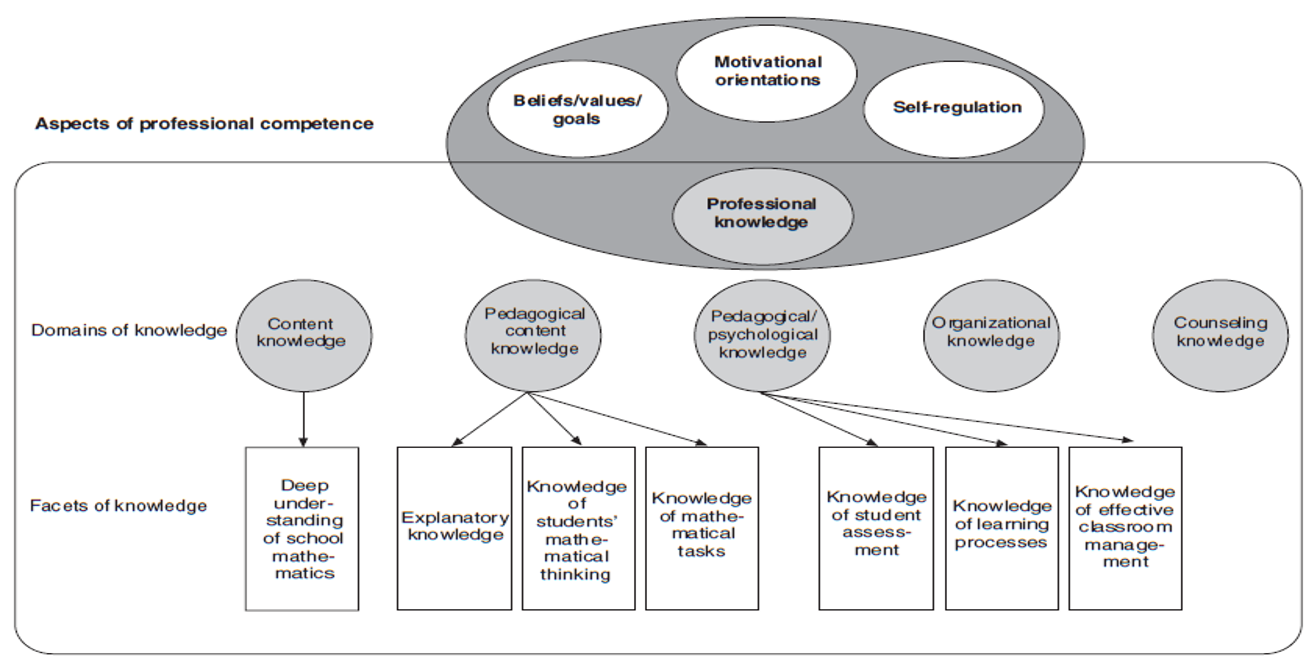 Motivational
orientations
Beliefs/values/
goals
Self-regulation
Aspects of professional competence
Professional
knowledge
Domains of knowledge
Content
knowledge
Pedagogical
content
knowledge
Pedagogical/
psychological
knowledge
Organizational
knowledge
Counseling
knowledge
Facets of knowledge
Deep
under-
standing
of school
mathe-
matics
Explanatory
knowledge
Knowledge
of
students'
mathe-
matical
thinking
Knowledge
of mathe-
matical
tasks
Knowledge
of student
assess-
ment
Knowledge
of learning
processes
Knowledge
of effective
classroom
manage-
ment